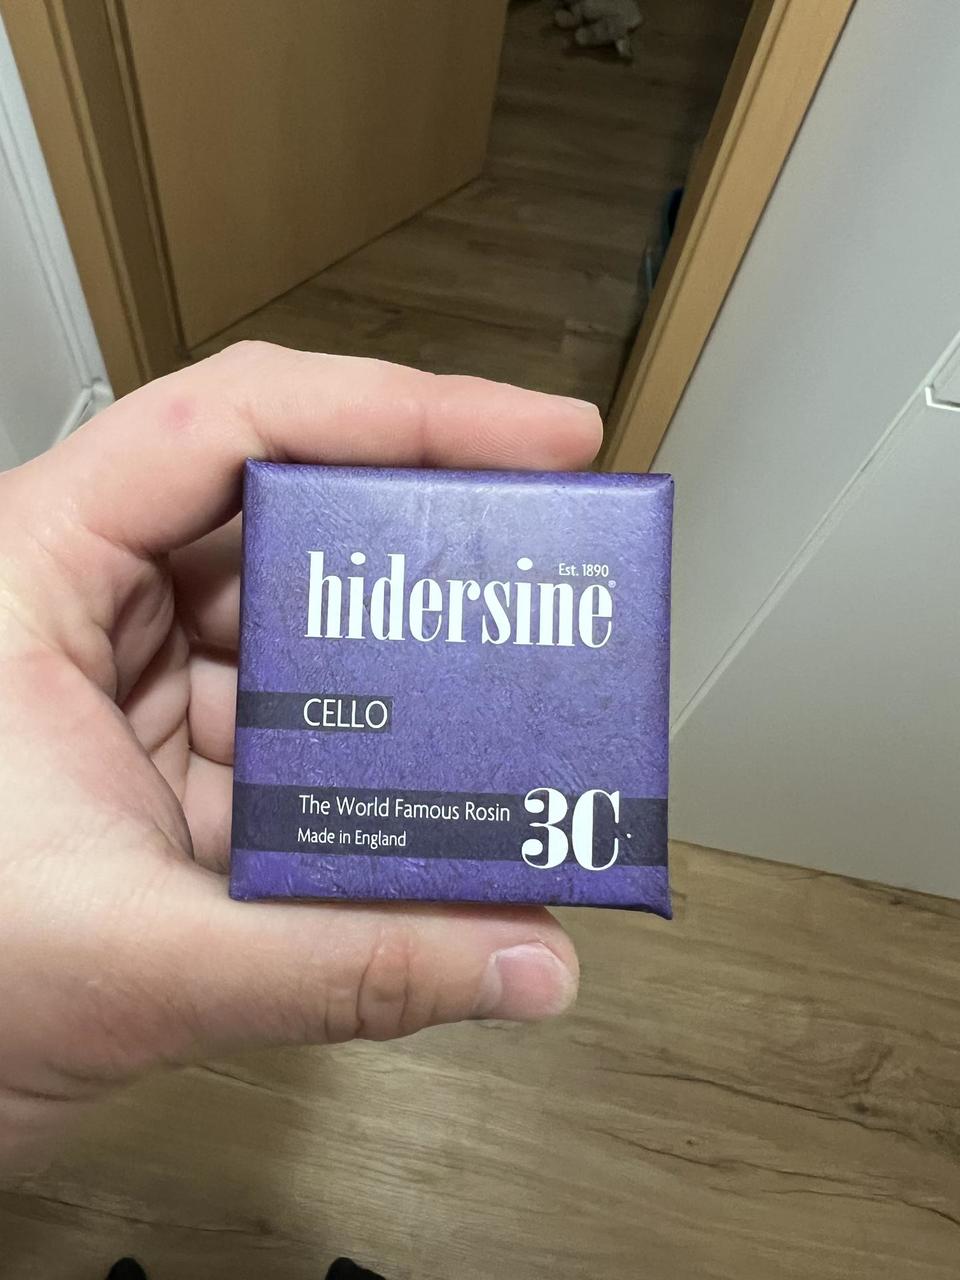 Est. 1890
hidersine®
CELLO
The World Famous Rosin
Made in England
3C